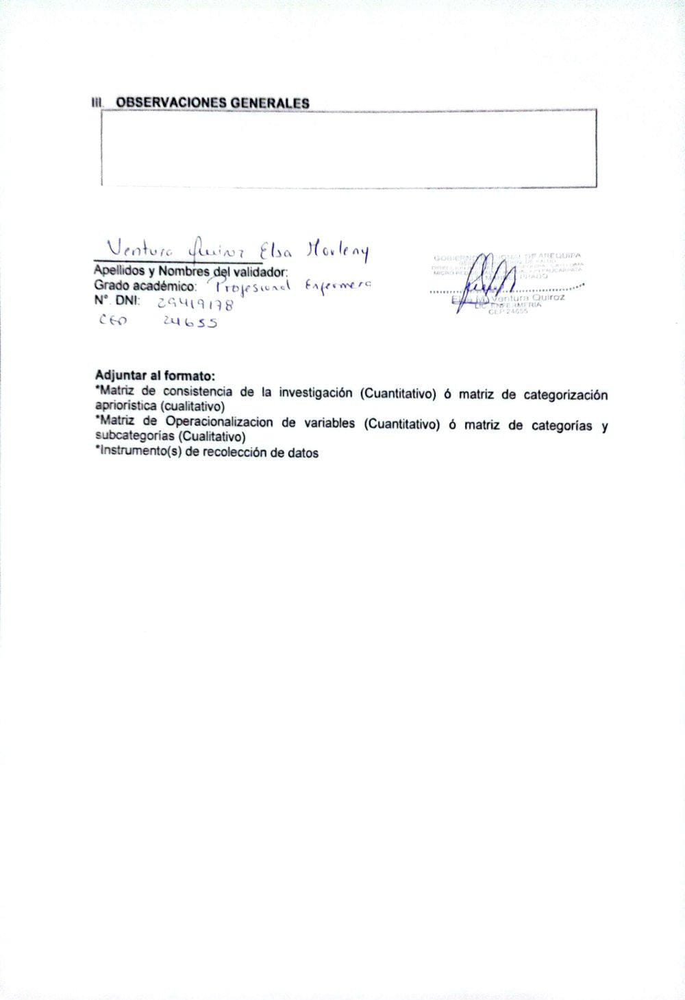 III. OBSERVACIONES GENERALES
Ventura Quiroz Elsa Marleny
Apellidos y Nombres del validador:
Grado académico: Profesional Enfermera
N°. DNI: 29419178
CEP 24655
GOBIERNO REGIONAL DE AREQUIPA
Elsa M. Ventura Quiroz
LIC. ENFERMERIA
CEP 24655
Adjuntar al formato:
*Matriz de consistencia de la investigación (Cuantitativo) ó matriz de categorización
apriorística (cualitativo)
*Matriz de Operacionalizacion de variables (Cuantitativo) ó matriz de categorías y
subcategorías (Cualitativo)
*Instrumento(s) de recolección de datos